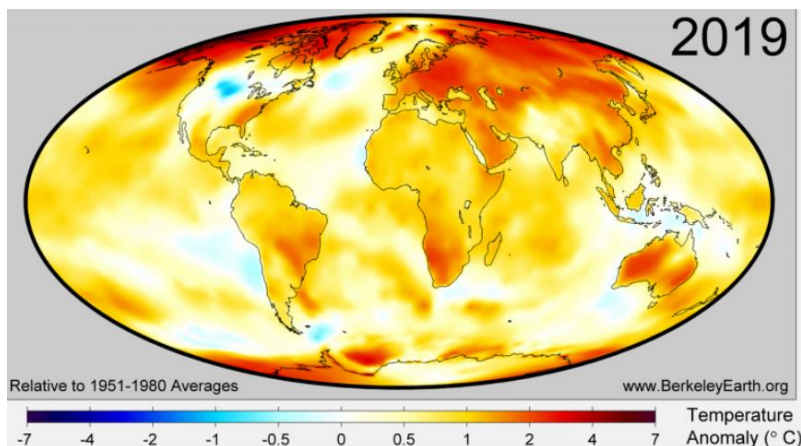 2019
Relative to 1951-1980 Averages
www.BerkeleyEarth.org
-7 -4 -2 -1 -0.5 0 0.5 1 2 4 7
Temperature
Anomaly (° C)